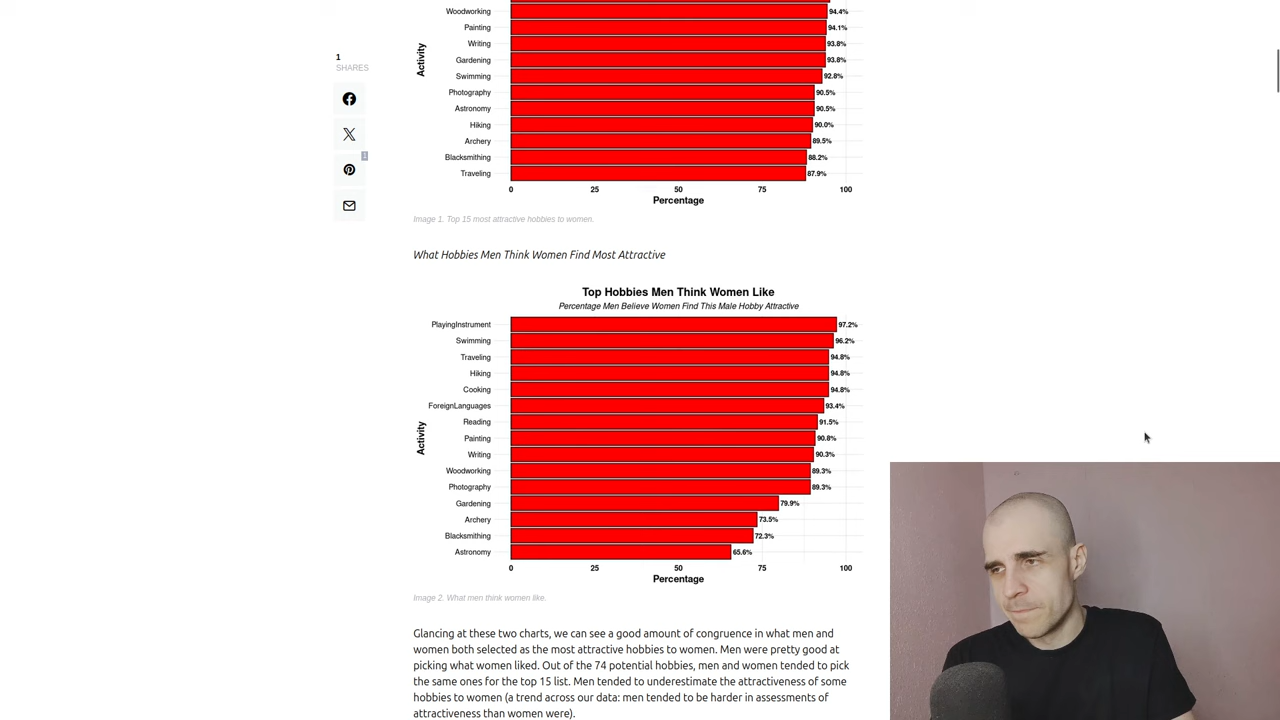 Woodworking 94.4%
Painting 94.1%
Writing 93.8%
Gardening 93.8%
Swimming 92.8%
Photography 90.5%
Astronomy 90.5%
Hiking 90.0%
Archery 89.5%
Blacksmithing 88.2%
Traveling 87.9%
Activity
0 25 50 75 100
Percentage
1
SHARES
1
Image 1. Top 15 most attractive hobbies to women.
What Hobbies Men Think Women Find Most Attractive
Top Hobbies Men Think Women Like
Percentage Men Believe Women Find This Male Hobby Attractive
PlayingInstrument 97.2%
Swimming 96.2%
Traveling 94.8%
Hiking 94.8%
Cooking 94.8%
ForeignLanguages 93.4%
Reading 91.5%
Painting 90.8%
Writing 90.3%
Woodworking 89.3%
Photography 89.3%
Gardening 79.9%
Archery 73.5%
Blacksmithing 72.3%
Astronomy 65.6%
Activity
0 25 50 75 100
Percentage
Image 2. What men think women like.
Glancing at these two charts, we can see a good amount of congruence in what men and
women both selected as the most attractive hobbies to women. Men were pretty good at
picking what women liked. Out of the 74 potential hobbies, men and women tended to pick
the same ones for the top 15 list. Men tended to underestimate the attractiveness of some
hobbies to women (a trend across our data: men tended to be harder in assessments of
attractiveness than women were).